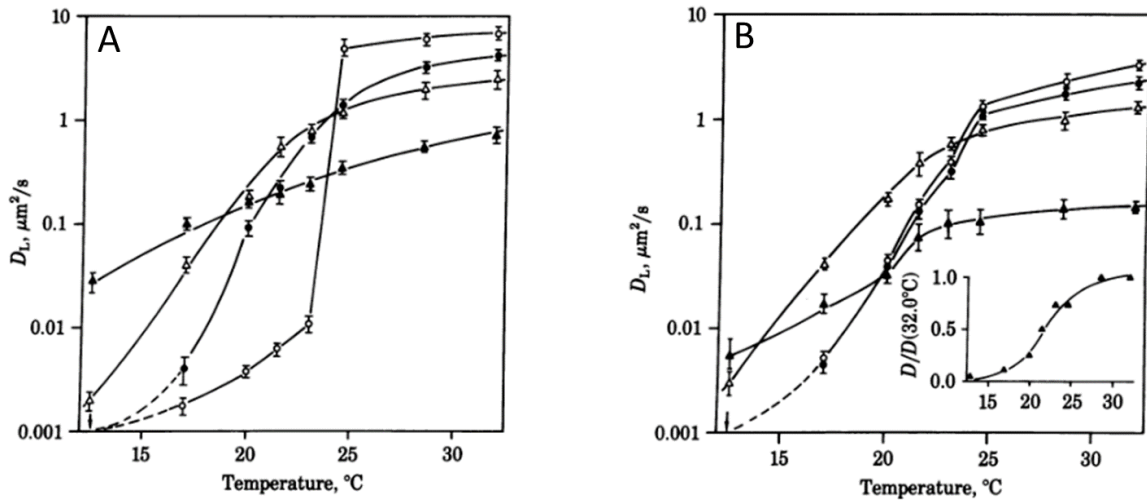 A
10
1
0.1
0.01
0.001
D_L, μm²/s
15 20 25 30
Temperature, °C
B
10
1
0.1
0.01
0.001
D_L, μm²/s
15 20 25 30
Temperature, °C
1.0
0.5
0.0
D/D(32.0°C)
15 20 25 30